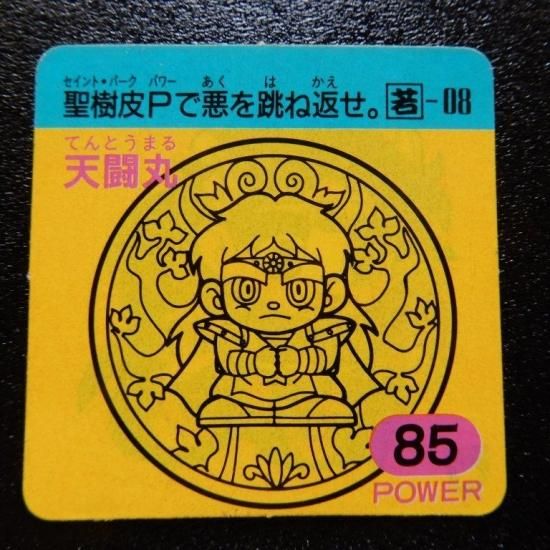 セイント・パーク パワー あく は かえ
聖樹皮Pで悪を跳ね返せ。若-08
てんとうまる
天闘丸
85
POWER